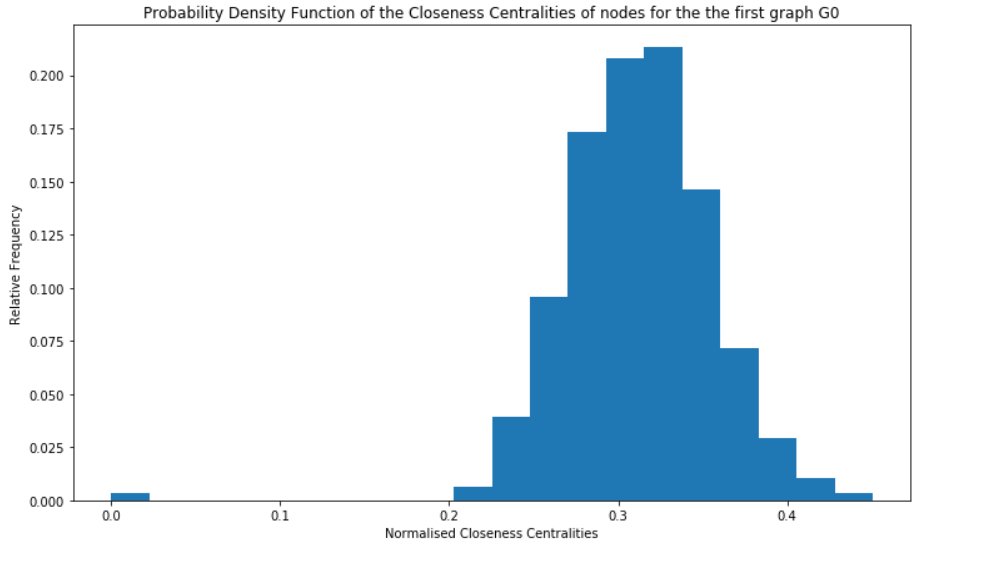 Probability Density Function of the Closeness Centralities of nodes for the the first graph G0
0.200
0.175
0.150
0.125
0.100
0.075
0.050
0.025
0.000
Relative Frequency
0.0 0.1 0.2 0.3 0.4
Normalised Closeness Centralities